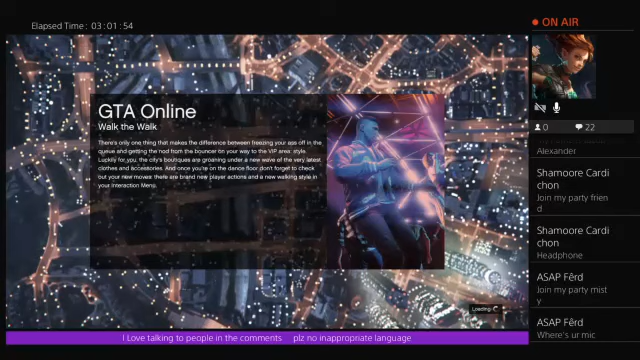 Elapsed Time : 03:01:54
ON AIR
GTA Online
Walk the Walk
There's only one thing that makes the difference between freezing your ass off in the
queue and getting the nod from the bouncer on your way to the VIP area: style.
Luckily for you, the city's boutiques are groaning under a new wave of the very latest
clothes and accessories. And once you're on the dance floor don't forget to check
out your new moves: there are brand new player actions and a new walking style in
your Interaction Menu.
Loading
0
22
Alexander
Shamoore Cardi
chon
Join my party frien
d
Shamoore Cardi
chon
Headphone
ASAP Fêrd
Join my party mist
y
ASAP Fêrd
Where's ur mic
I Love talking to people in the comments plz no inappropriate language